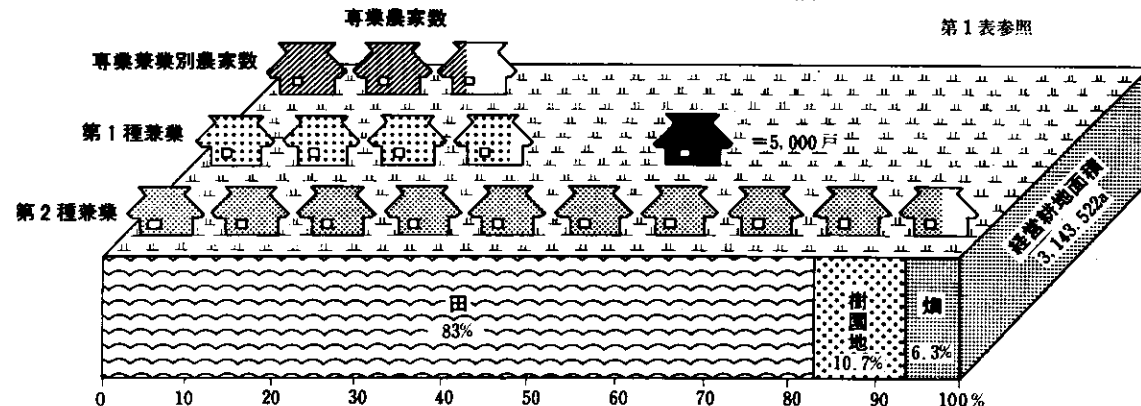 専業農家数
第1表参照
専業兼業別農家数
第1種兼業
=5,000戸
第2種兼業
経営耕地面積
3,143,522a
田
83%
樹園地
10.7%
畑
6.3%
0 10 20 30 40 50 60 70 80 90 100%